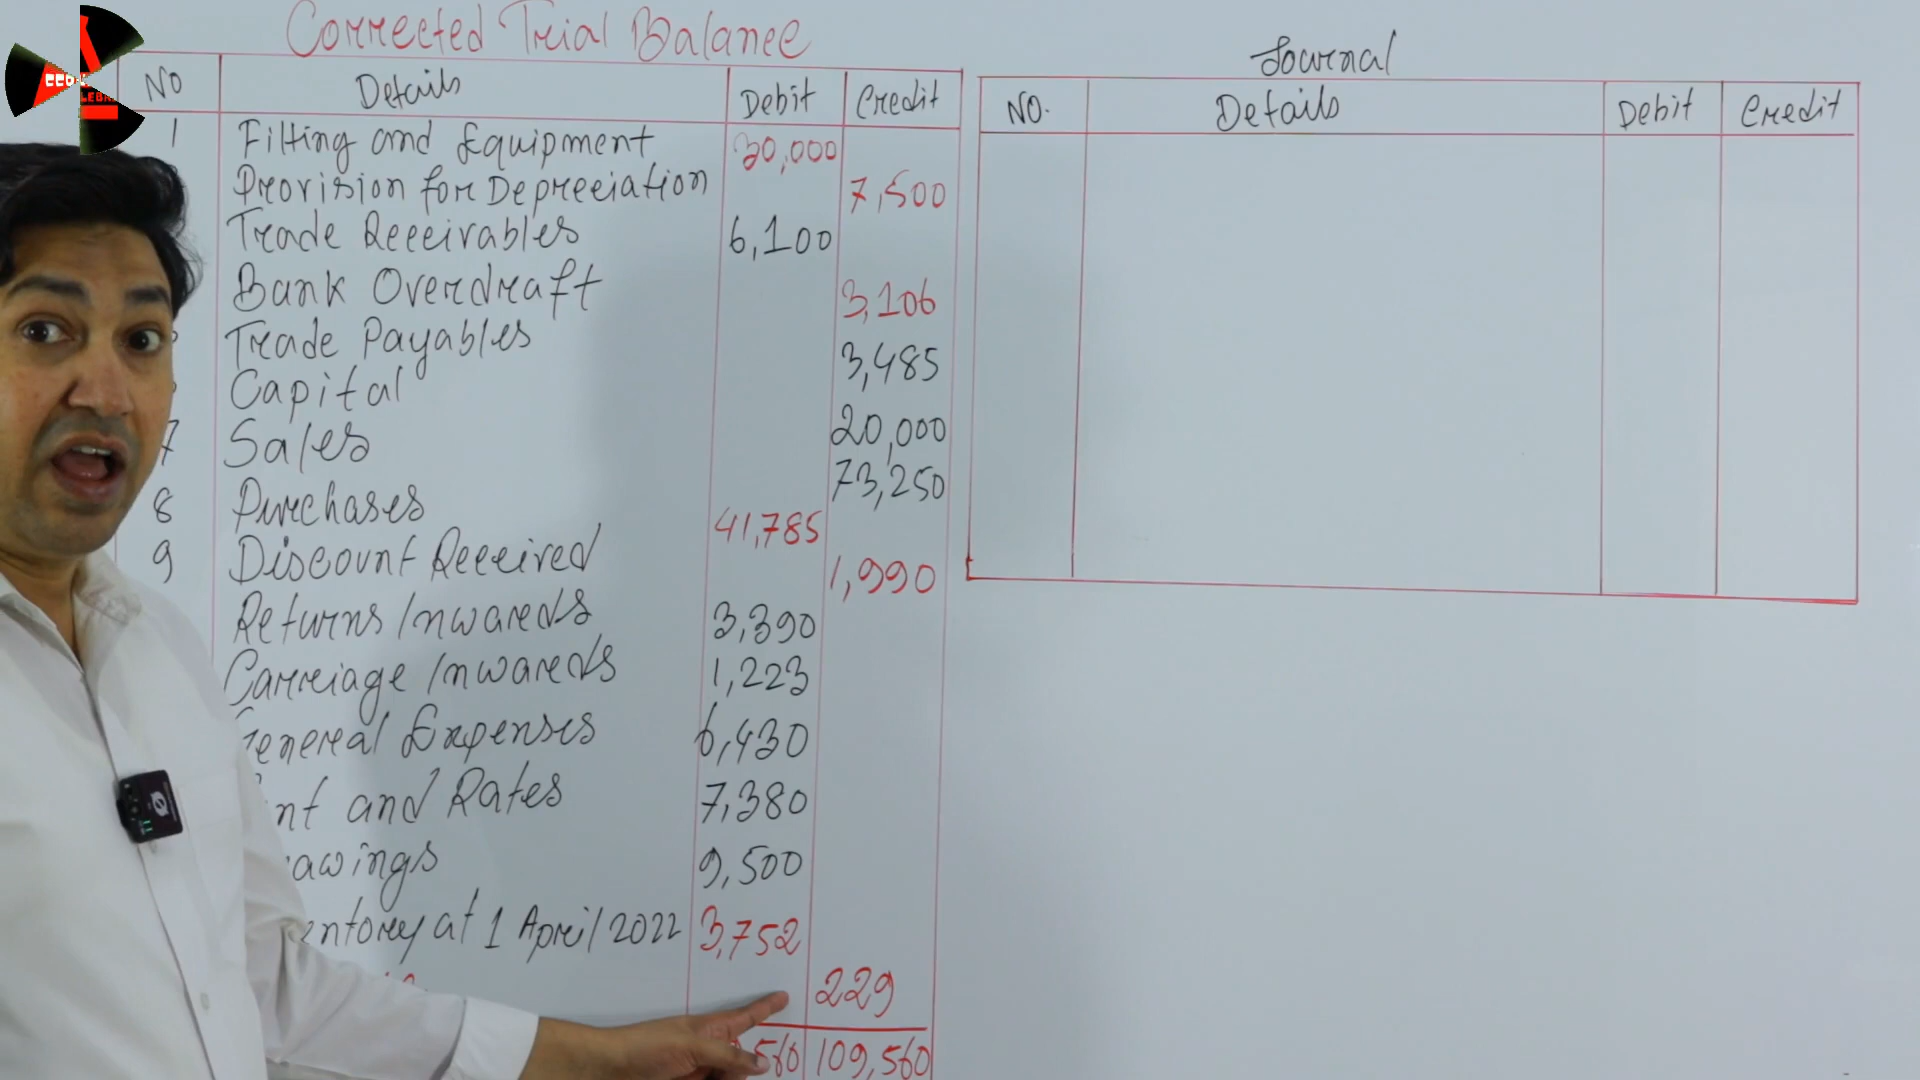 Corrected Trial Balance
No Details Debit Credit
1 Fitting and Equipment 30,000
Provision for Depreciation 7,500
Trade Receivables 6,100
Bank Overdraft 3,106
Trade Payables 3,485
Capital 20,000
7 Sales 73,250
8 Purchases 41,785
9 Discount Received 1,990
Returns Inwards 3,390
Carriage Inwards 1,223
General Expenses 6,430
and Rates 7,380
9,500
at 1 April 2022 3,752
229
109,560
Journal
NO. Details Debit Credit